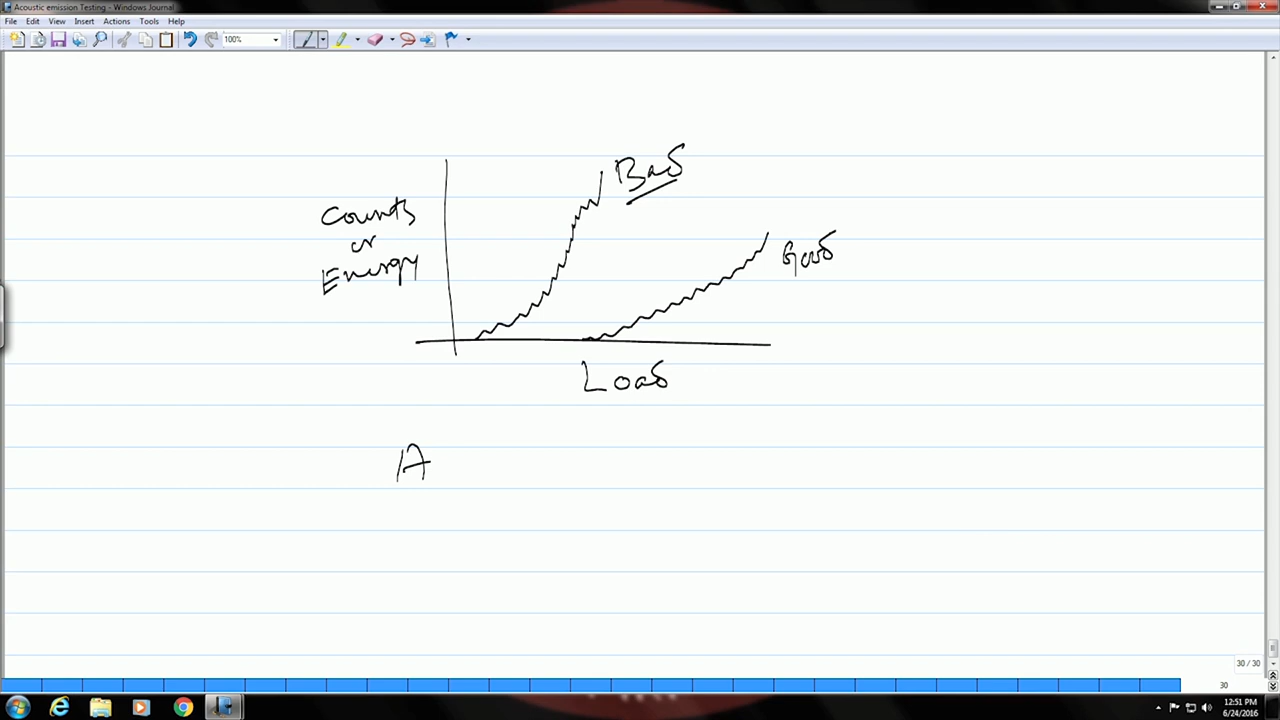 Acoustic emission Testing - Windows Journal
File Edit View Insert Actions Tools Help
100%
Bad
Counts
or
Energy
Good
Load
A
30 / 30
30
12:51 PM
6/24/2016